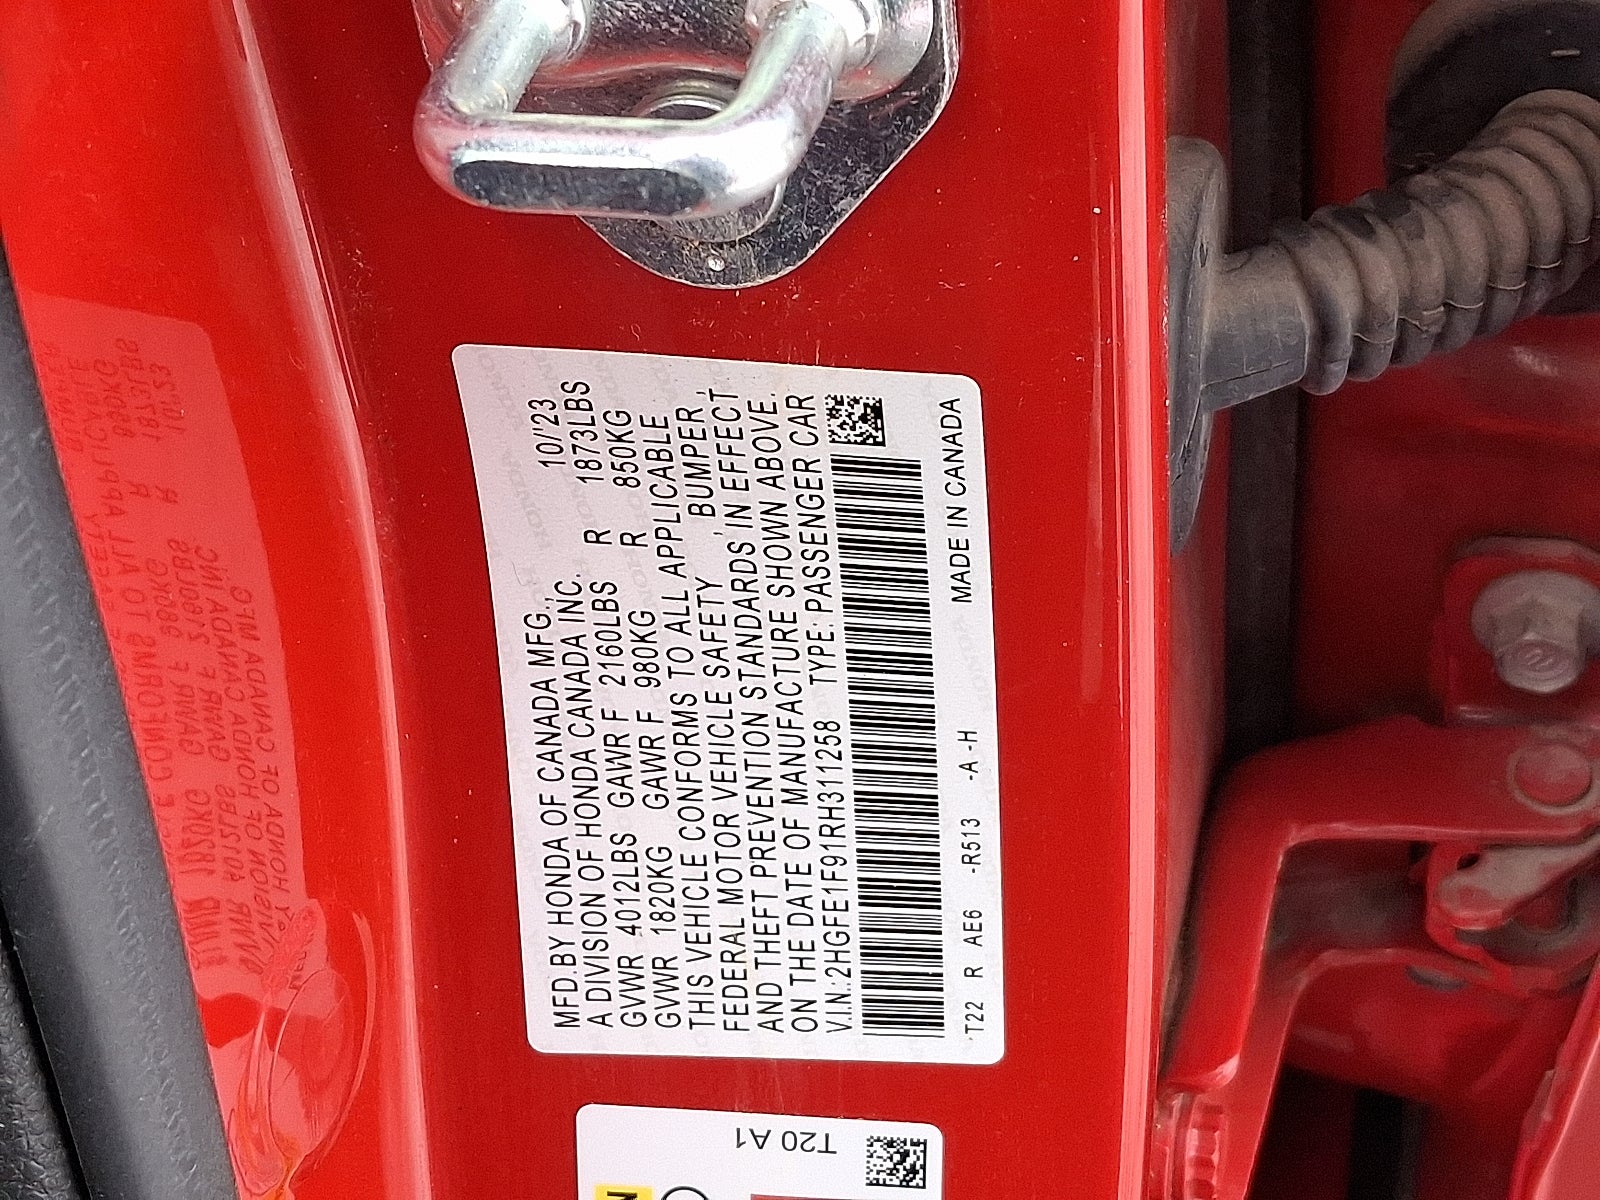 MFD.BY HONDA OF CANADA MFG., 10/'23
A DIVISION OF HONDA CANADA INC.
GVWR 4012LBS GAWR F 2160LBS R 1873LBS
GVWR 1820KG GAWR F 980KG R 850KG
THIS VEHICLE CONFORMS TO ALL APPLICABLE
FEDERAL MOTOR VEHICLE SAFETY , BUMPER ,
AND THEFT PREVENTION STANDARDS IN EFFECT
ON THE DATE OF MANUFACTURE SHOWN ABOVE.
V.I.N.:2HGFE1F91RH311258 TYPE: PASSENGER CAR
T22 R AE6 -R513 -A -H MADE IN CANADA
T20 A1